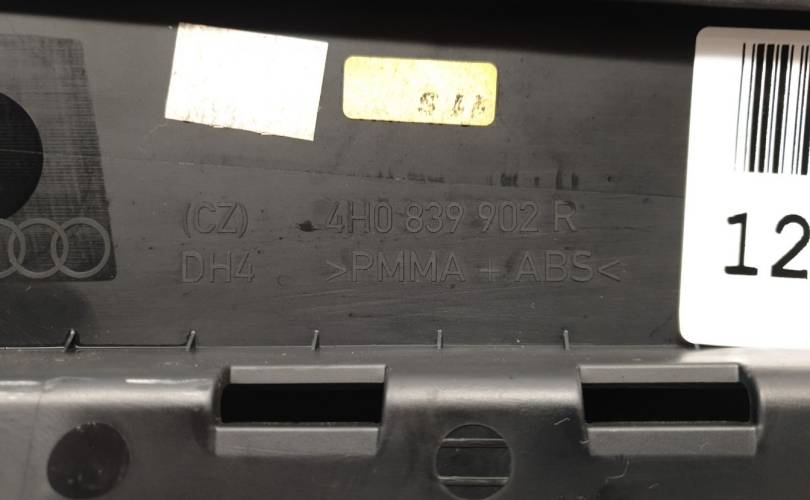 (CZ) 4H0 839 902 R
DH4 >PMMA + ABS<
12